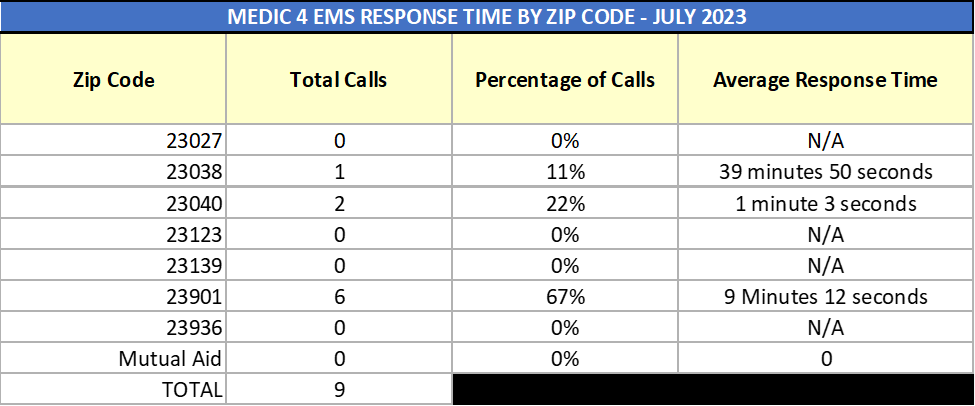 MEDIC 4 EMS RESPONSE TIME BY ZIP CODE - JULY 2023
Zip Code Total Calls Percentage of Calls Average Response Time
23027 0 0% N/A
23038 1 11% 39 minutes 50 seconds
23040 2 22% 1 minute 3 seconds
23123 0 0% N/A
23139 0 0% N/A
23901 6 67% 9 Minutes 12 seconds
23936 0 0% N/A
Mutual Aid 0 0% 0
TOTAL 9